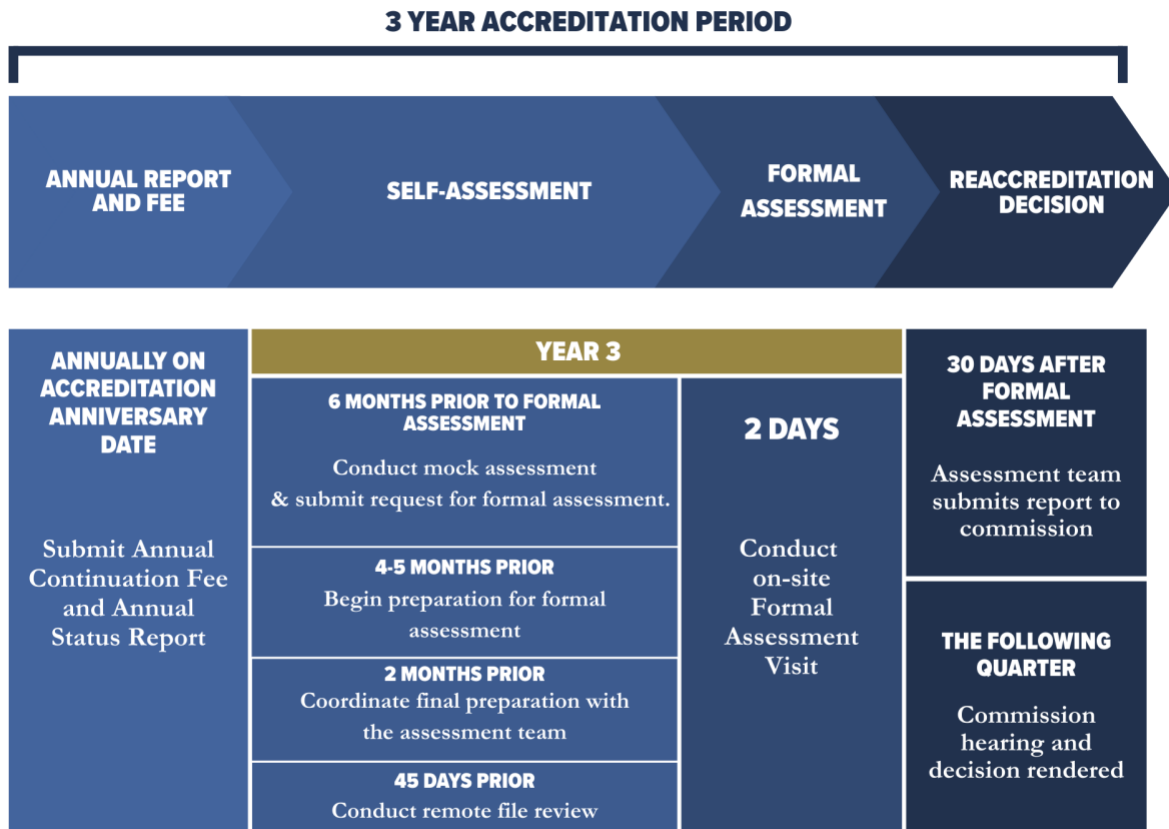 3 YEAR ACCREDITATION PERIOD
ANNUAL REPORT
AND FEE
SELF-ASSESSMENT
FORMAL
ASSESSMENT
REACCREDITATION
DECISION
ANNUALLY ON
ACCREDITATION
ANNIVERSARY
DATE
Submit Annual
Continuation Fee
and Annual
Status Report
YEAR 3
6 MONTHS PRIOR TO FORMAL
ASSESSMENT
Conduct mock assessment
& submit request for formal assessment.
4-5 MONTHS PRIOR
Begin preparation for formal
assessment
2 MONTHS PRIOR
Coordinate final preparation with
the assessment team
45 DAYS PRIOR
Conduct remote file review
2 DAYS
Conduct
on-site
Formal
Assessment
Visit
30 DAYS AFTER
FORMAL
ASSESSMENT
Assessment team
submits report to
commission
THE FOLLOWING
QUARTER
Commission
hearing and
decision rendered